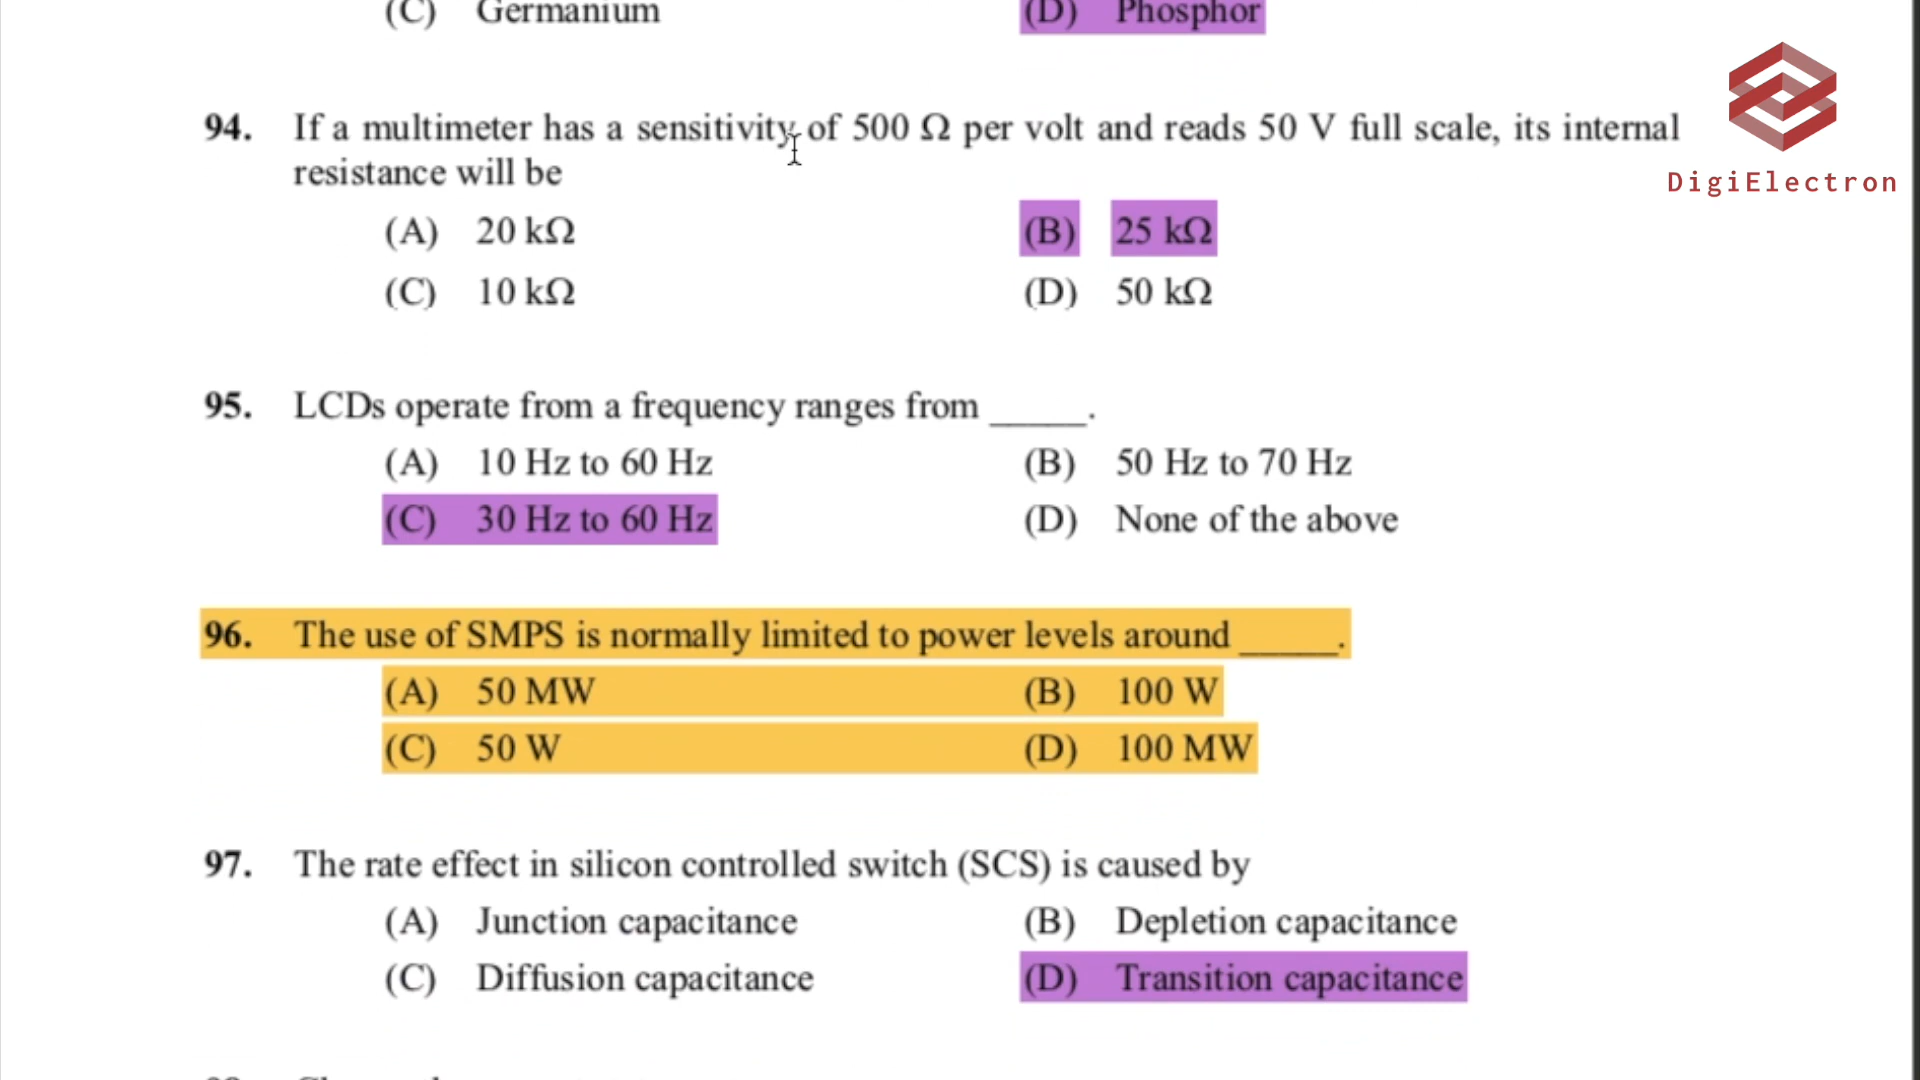 (C) Germanium (D) Phosphor
DigiElectron
94. If a multimeter has a sensitivity of 500 Ω per volt and reads 50 V full scale, its internal
resistance will be
(A) 20 kΩ (B) 25 kΩ
(C) 10 kΩ (D) 50 kΩ
95. LCDs operate from a frequency ranges from _____.
(A) 10 Hz to 60 Hz (B) 50 Hz to 70 Hz
(C) 30 Hz to 60 Hz (D) None of the above
96. The use of SMPS is normally limited to power levels around _____.
(A) 50 MW (B) 100 W
(C) 50 W (D) 100 MW
97. The rate effect in silicon controlled switch (SCS) is caused by
(A) Junction capacitance (B) Depletion capacitance
(C) Diffusion capacitance (D) Transition capacitance